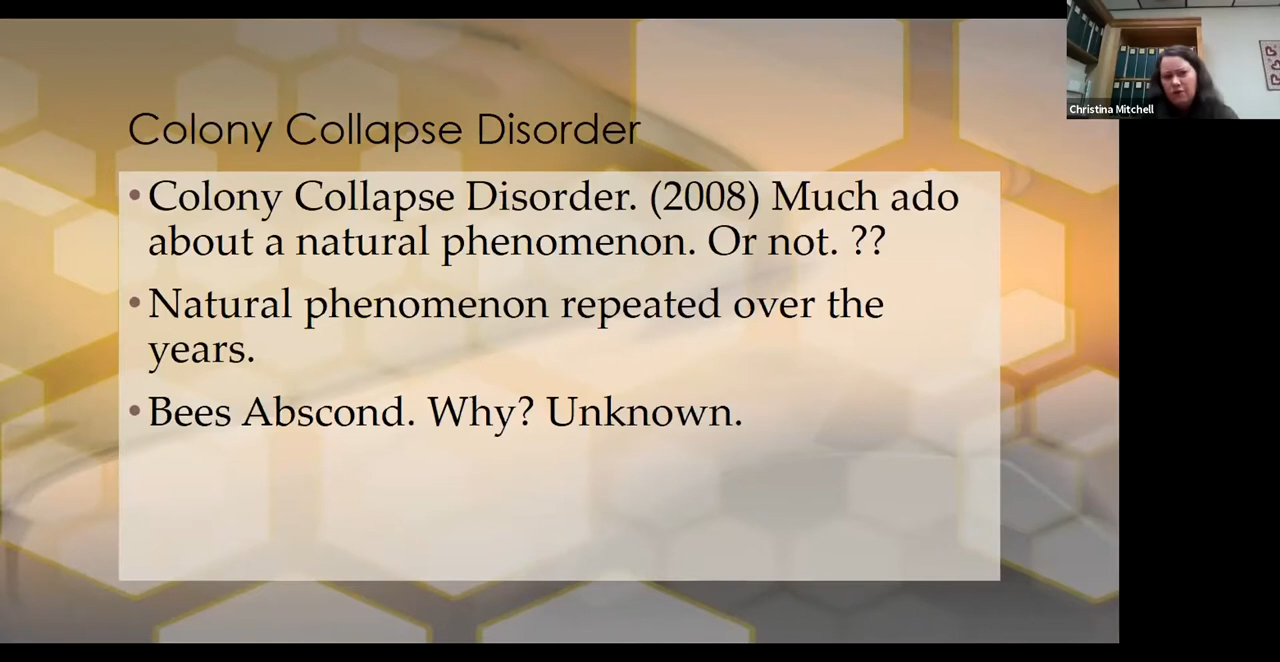 Christina Mitchell
Colony Collapse Disorder
•Colony Collapse Disorder. (2008) Much ado
about a natural phenomenon. Or not. ??
•Natural phenomenon repeated over the
years.
•Bees Abscond. Why? Unknown.